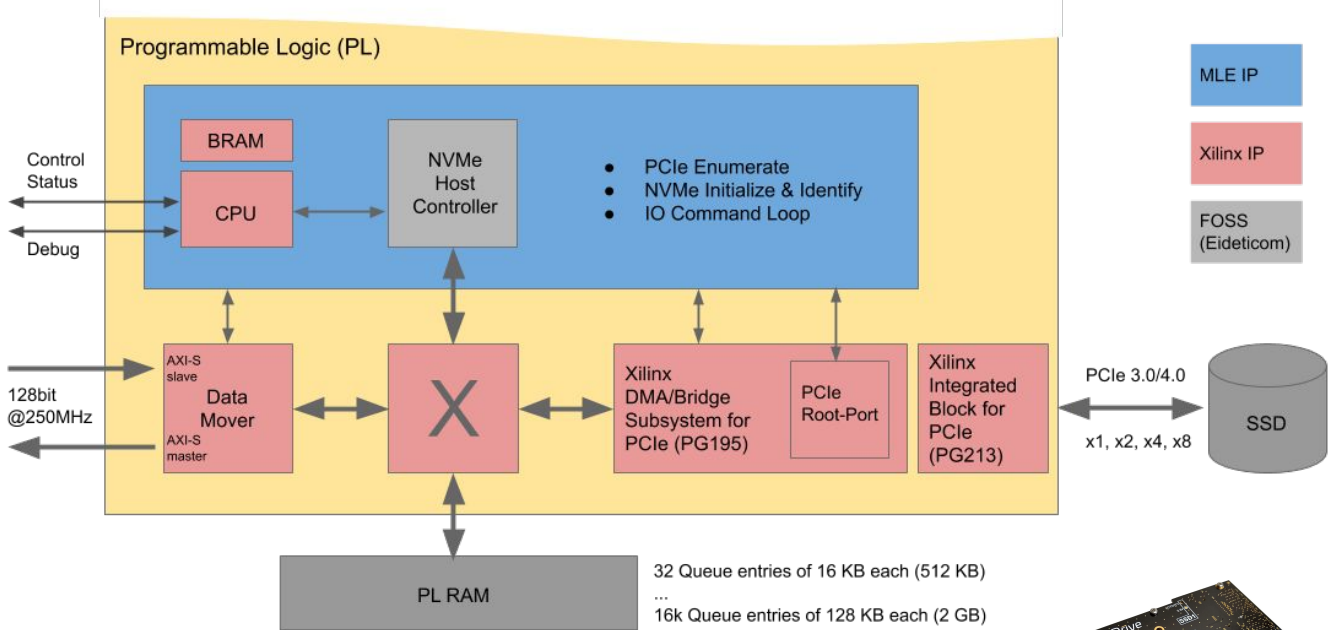 Programmable Logic (PL)
MLE IP
Xilinx IP
FOSS
(Eideticom)
Control
Status
Debug
BRAM
CPU
NVMe
Host
Controller
● PCIe Enumerate
● NVMe Initialize & Identify
● IO Command Loop
128bit
@250MHz
AXI-S
slave
Data
Mover
AXI-S
master
X
Xilinx
DMA/Bridge
Subsystem for
PCIe (PG195)
PCIe
Root-Port
Xilinx
Integrated
Block for
PCIe
(PG213)
PCIe 3.0/4.0
x1, x2, x4, x8
SSD
PL RAM
32 Queue entries of 16 KB each (512 KB)
...
16k Queue entries of 128 KB each (2 GB)
Drive
SSD1